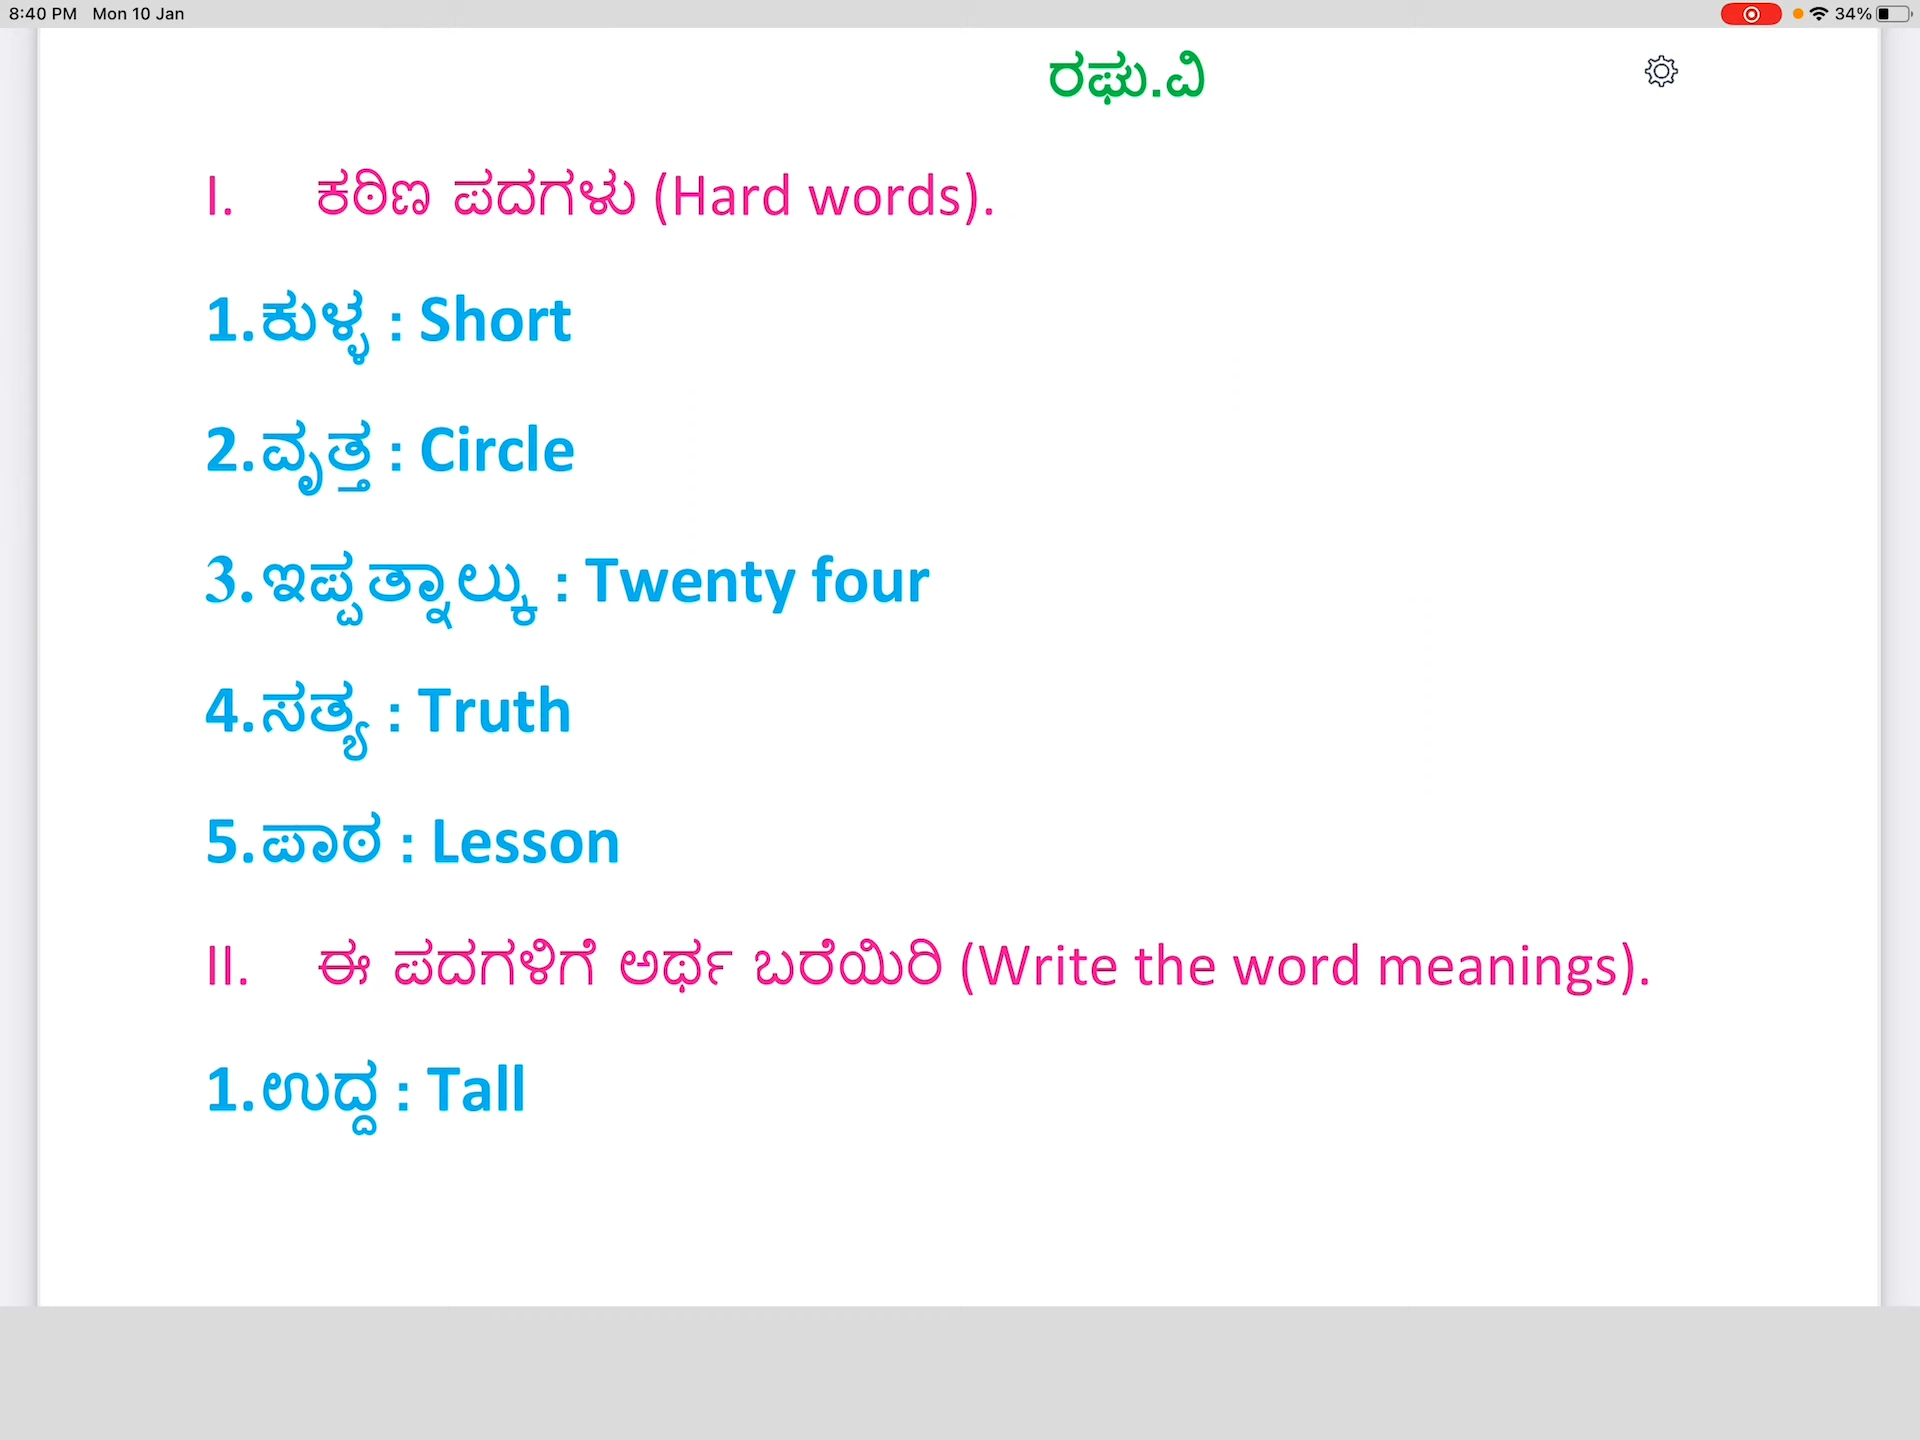 8:40 PM Mon 10 Jan 34%
ರಘು.ವಿ
I. ಕಠಿಣ ಪದಗಳು (Hard words).
1.ಕುಳ್ಳ : Short
2.ವೃತ್ತ : Circle
3.ಇಪ್ಪತ್ನಾಲ್ಕು : Twenty four
4.ಸತ್ಯ : Truth
5.ಪಾಠ : Lesson
II. ಈ ಪದಗಳಿಗೆ ಅರ್ಥ ಬರೆಯಿರಿ (Write the word meanings).
1.ಉದ್ದ : Tall